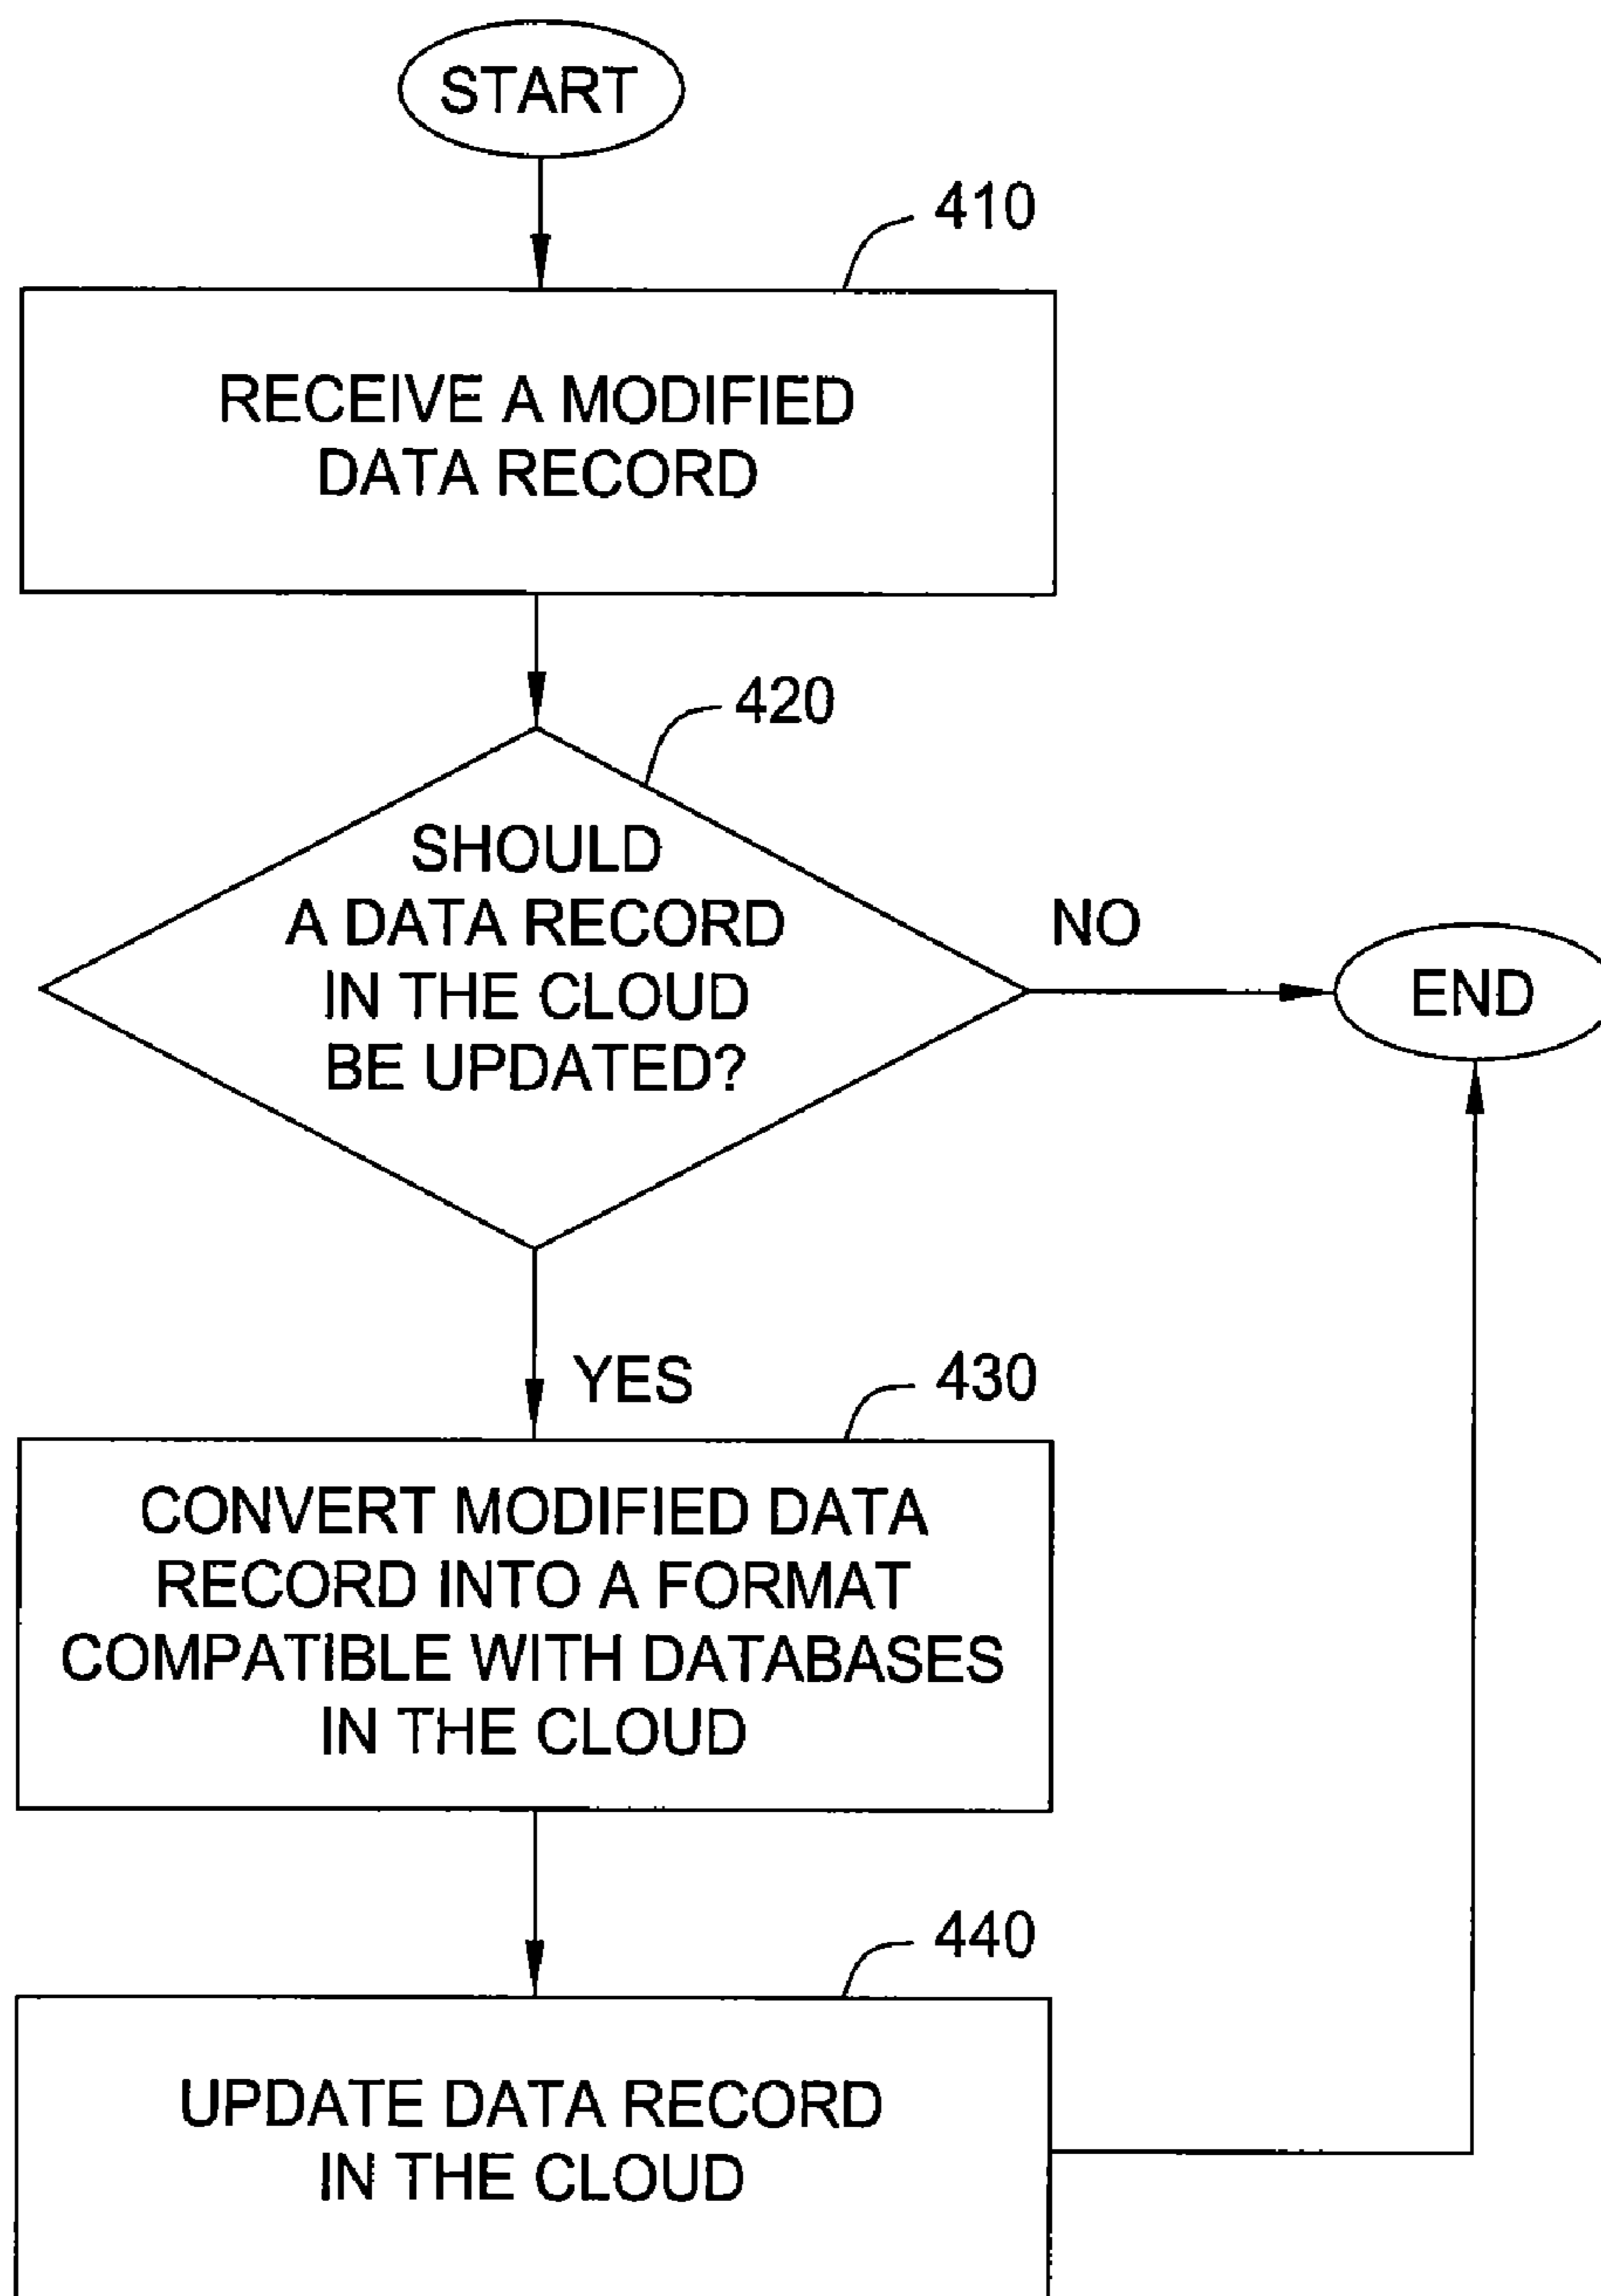 START
410
RECEIVE A MODIFIED
DATA RECORD
420
SHOULD
A DATA RECORD
IN THE CLOUD
BE UPDATED?
NO
END
YES
430
CONVERT MODIFIED DATA
RECORD INTO A FORMAT
COMPATIBLE WITH DATABASES
IN THE CLOUD
440
UPDATE DATA RECORD
IN THE CLOUD